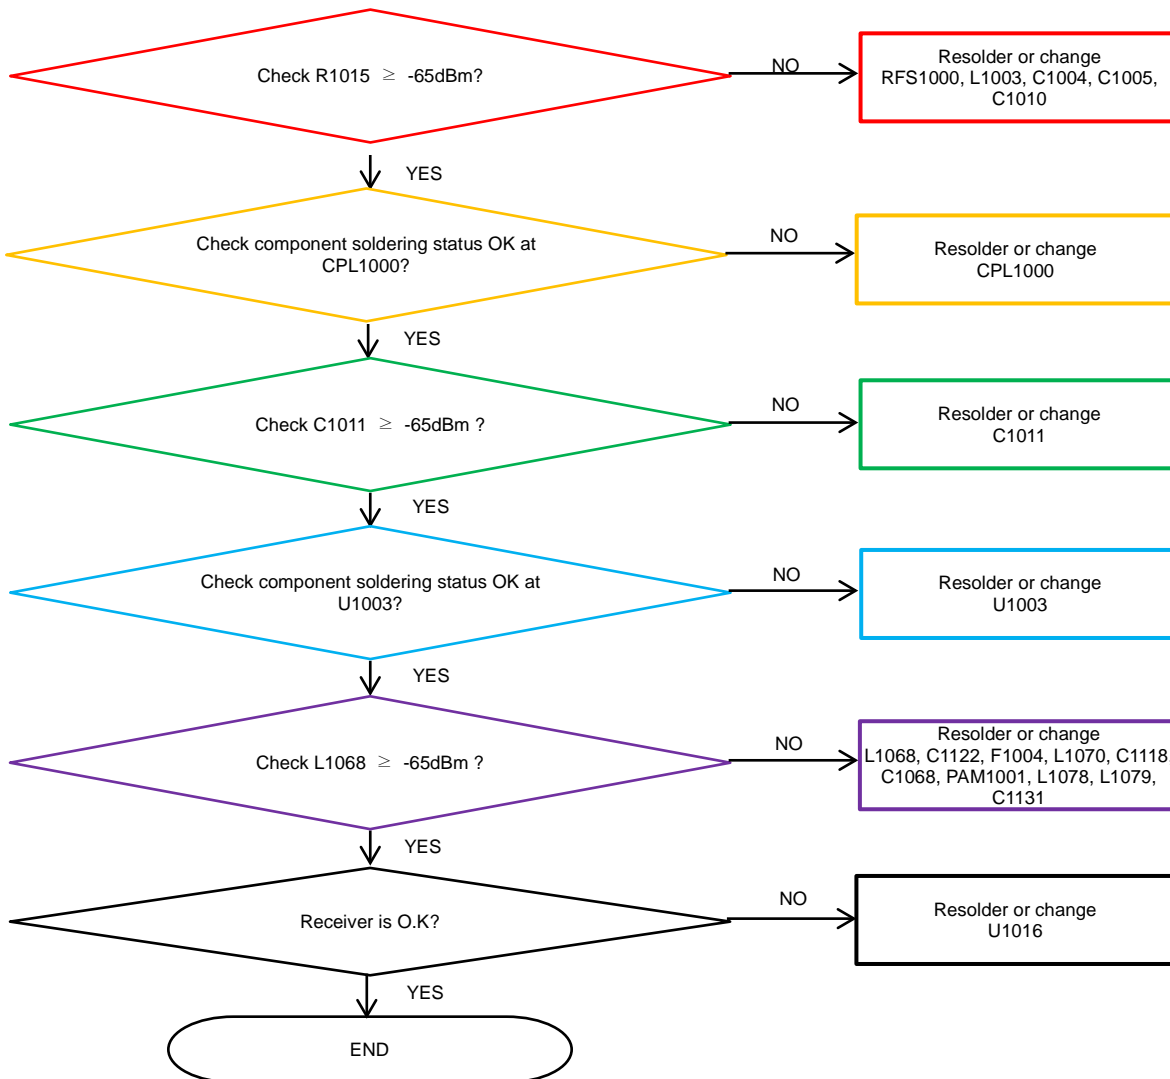 Check R1015 ≥ -65dBm?
NO
Resolder or change
RFS1000, L1003, C1004, C1005,
C1010
YES
Check component soldering status OK at
CPL1000?
NO
Resolder or change
CPL1000
YES
Check C1011 ≥ -65dBm ?
NO
Resolder or change
C1011
YES
Check component soldering status OK at
U1003?
NO
Resolder or change
U1003
YES
Check L1068 ≥ -65dBm ?
NO
Resolder or change
L1068, C1122, F1004, L1070, C1118,
C1068, PAM1001, L1078, L1079,
C1131
YES
Receiver is O.K?
NO
Resolder or change
U1016
YES
END